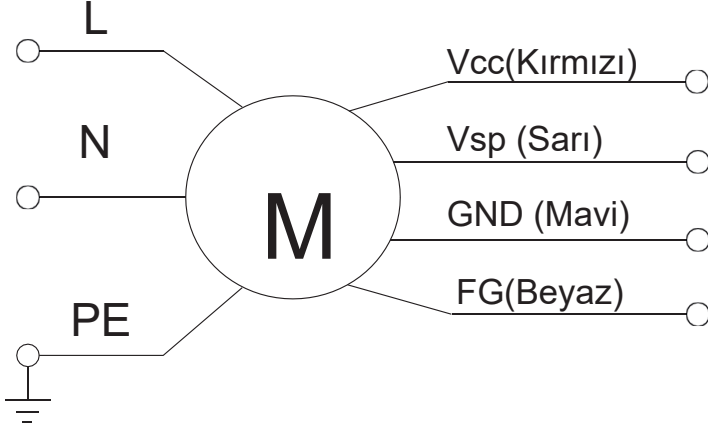 L
N
PE
M
Vcc(Kırmızı)
Vsp (Sarı)
GND (Mavi)
FG(Beyaz)